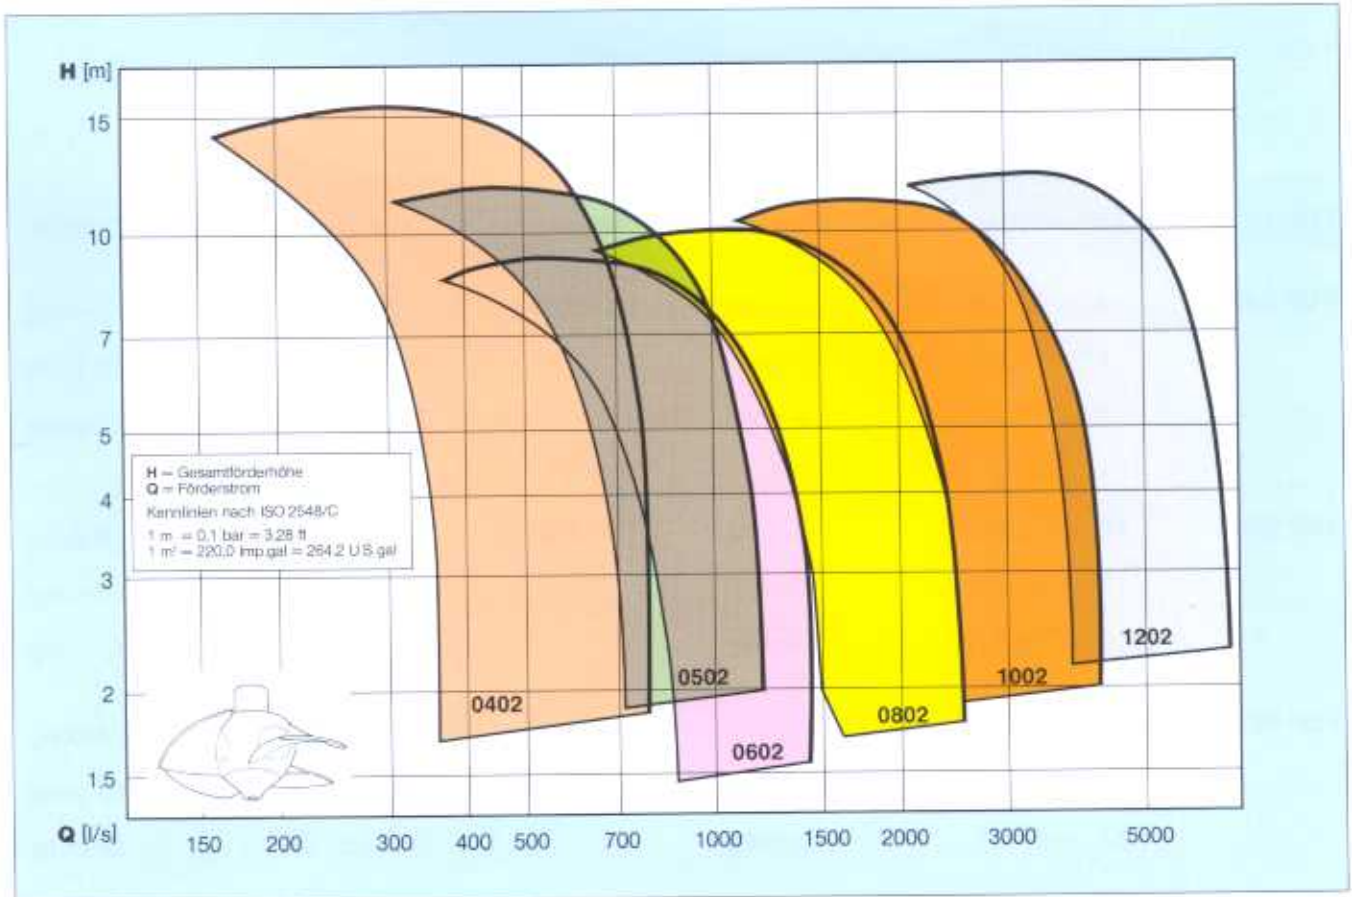 H [m]
15
10
7
5
4
3
2
1.5
H = Gesamtförderhöhe
Q = Förderstrom
Kennlinien nach ISO 2548/C
1 m = 0.1 bar = 3.28 ft
1 m³ = 220.0 imp.gal = 264.2 U.S.gal
0402
0502
0602
0802
1002
1202
Q [l/s]
150 200 300 400 500 700 1000 1500 2000 3000 5000